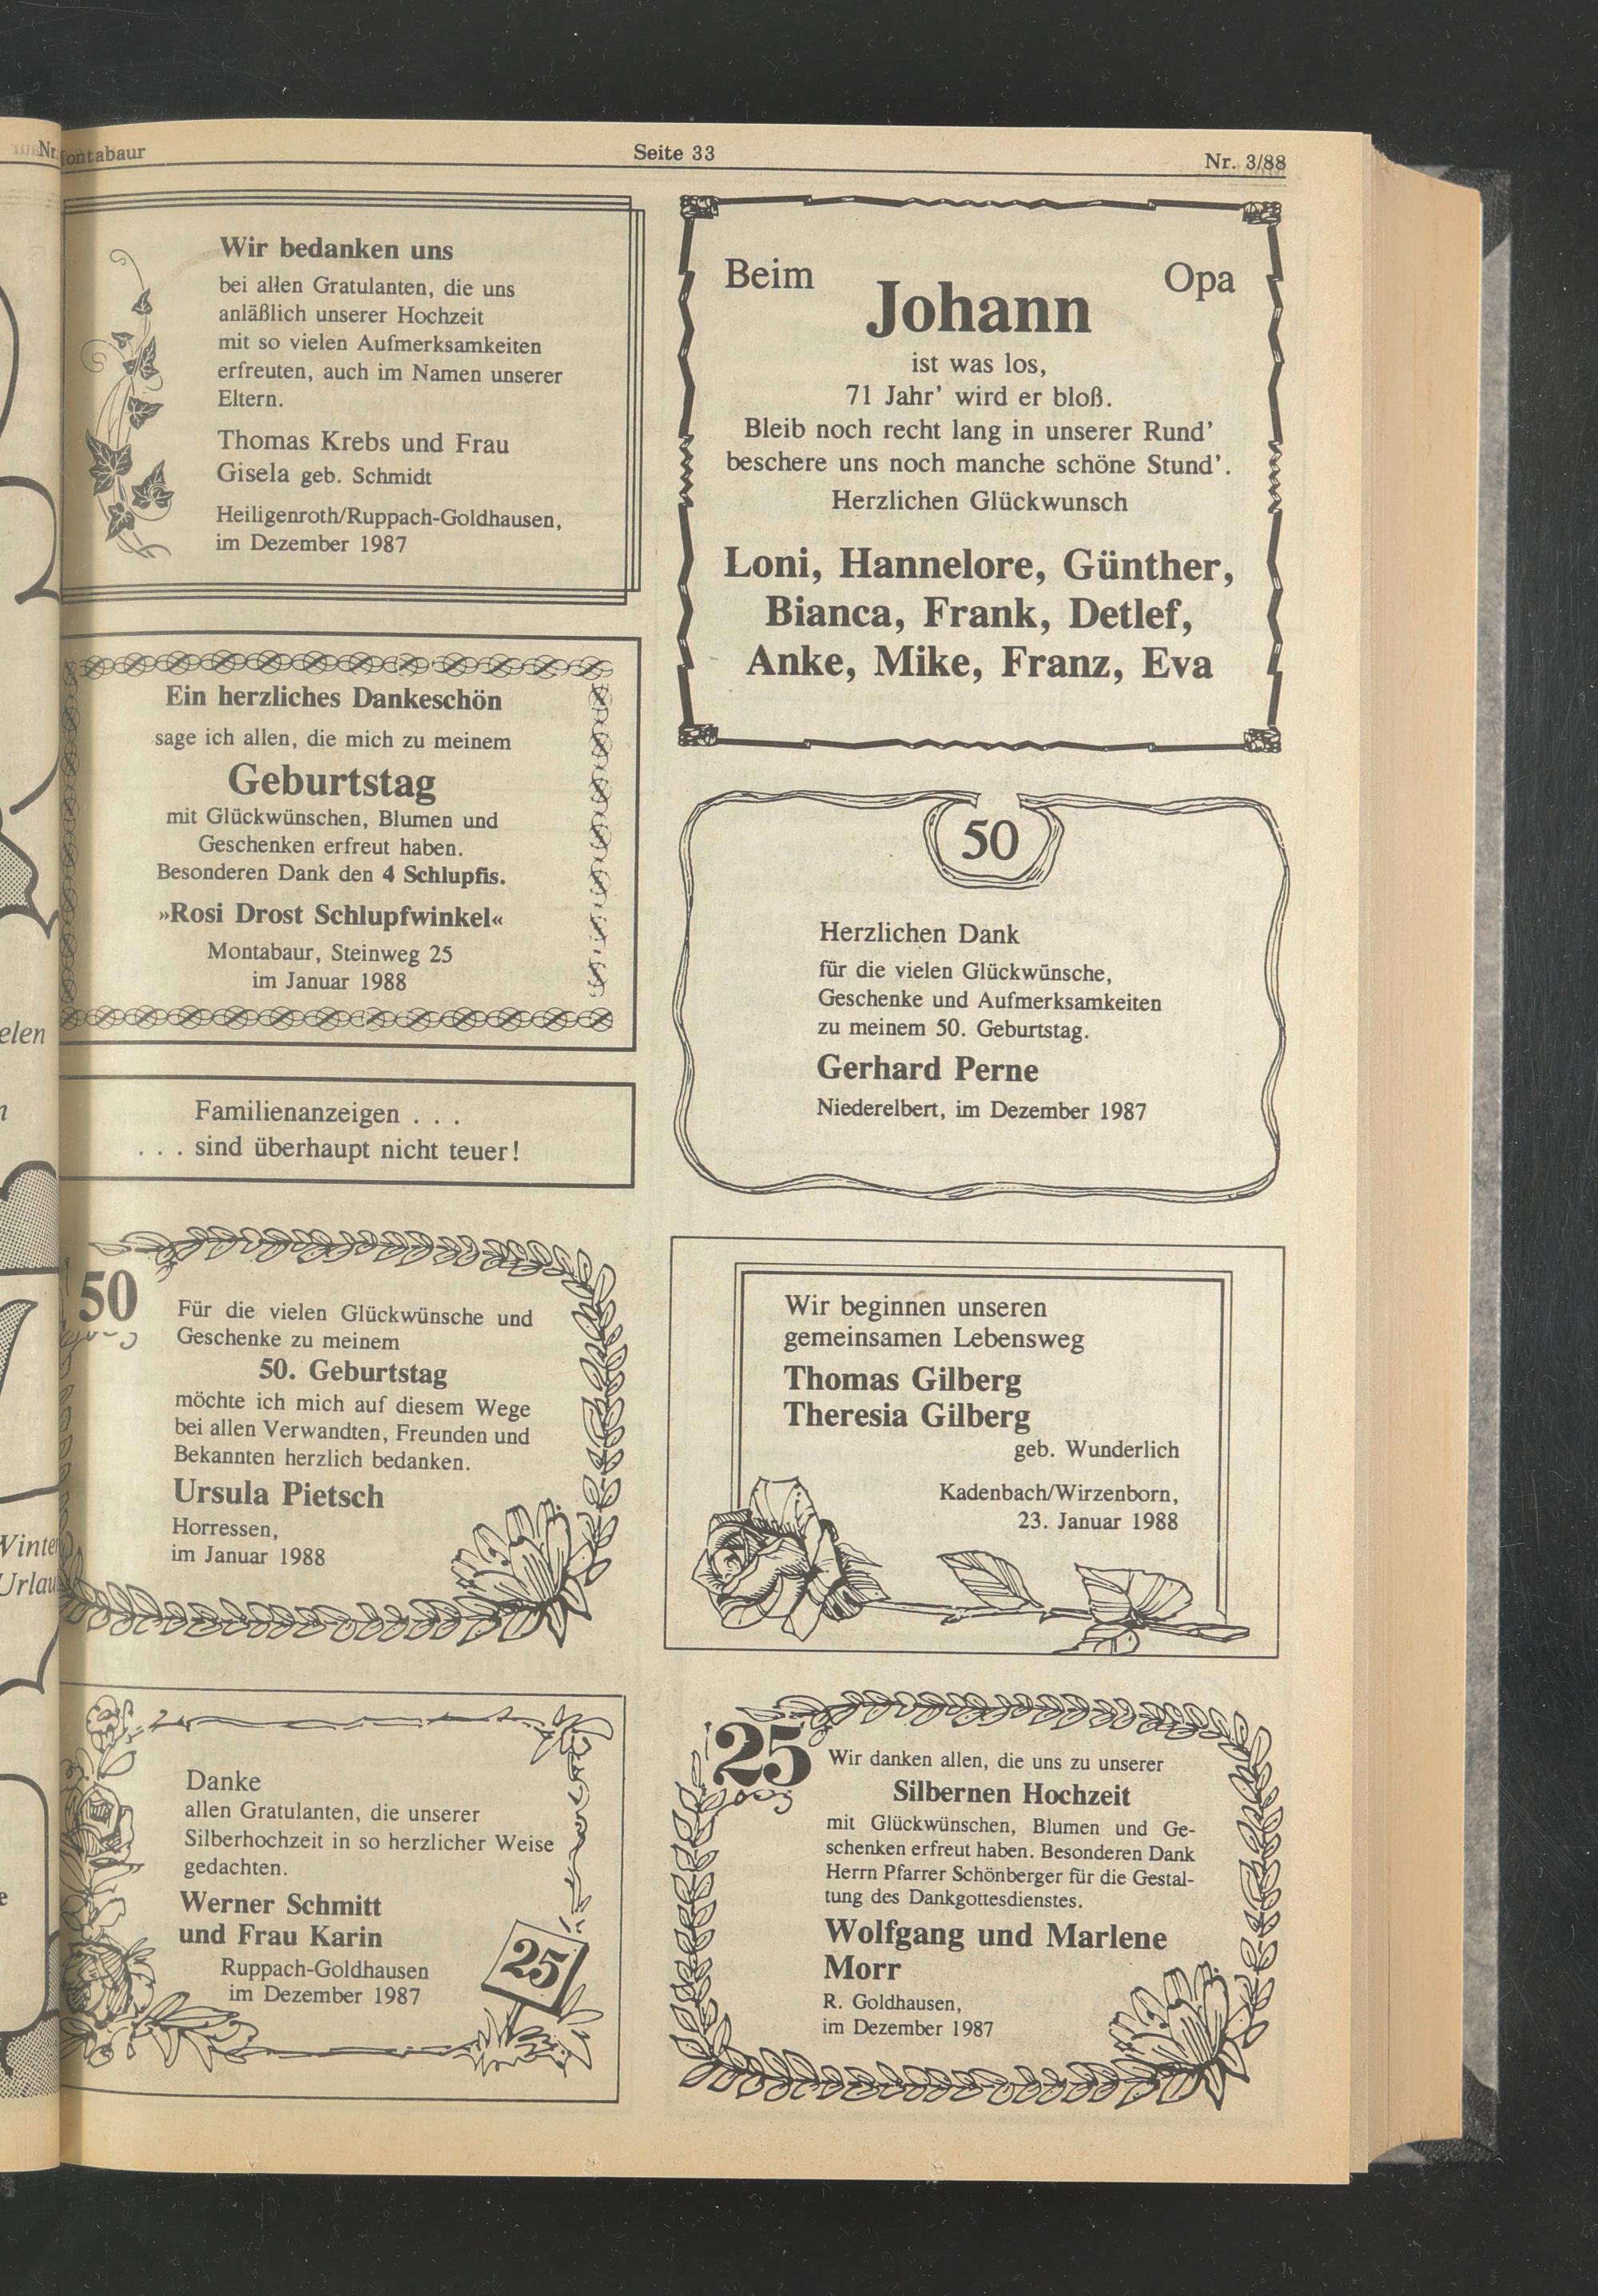 Seite 33
Nr. 3/88
Wir bedanken uns
bei allen Gratulanten, die uns
anläßlich unserer Hochzeit
mit so vielen Aufmerksamkeiten
erfreuten, auch im Namen unserer
Eltern.
Thomas Krebs und Frau
Gisela geb. Schmidt
Heiligenroth/Ruppach-Goldhausen,
im Dezember 1987
Ein herzliches Dankeschön
sage ich allen, die mich zu meinem
Geburtstag
mit Glückwünschen, Blumen und
Geschenken erfreut haben.
Besonderen Dank den 4 Schlupfis.
»Rosi Drost Schlupfwinkel«
Montabaur, Steinweg 25
im Januar 1988
Familienanzeigen . . .
. . . sind überhaupt nicht teuer!
50
Für die vielen Glückwünsche und
Geschenke zu meinem
50. Geburtstag
möchte ich mich auf diesem Wege
bei allen Verwandten, Freunden und
Bekannten herzlich bedanken.
Ursula Pietsch
Horressen,
im Januar 1988
Danke
allen Gratulanten, die unserer
Silberhochzeit in so herzlicher Weise
gedachten.
Werner Schmitt
und Frau Karin
Ruppach-Goldhausen
im Dezember 1987
25
Beim Opa
Johann
ist was los,
71 Jahr' wird er bloß.
Bleib noch recht lang in unserer Rund'
beschere uns noch manche schöne Stund'.
Herzlichen Glückwunsch
Loni, Hannelore, Günther,
Bianca, Frank, Detlef,
Anke, Mike, Franz, Eva
50
Herzlichen Dank
für die vielen Glückwünsche,
Geschenke und Aufmerksamkeiten
zu meinem 50. Geburtstag.
Gerhard Perne
Niederelbert, im Dezember 1987
Wir beginnen unseren
gemeinsamen Lebensweg
Thomas Gilberg
Theresia Gilberg
geb. Wunderlich
Kadenbach/Wirzenborn,
23. Januar 1988
25
Wir danken allen, die uns zu unserer
Silbernen Hochzeit
mit Glückwünschen, Blumen und Ge-
schenken erfreut haben. Besonderen Dank
Herrn Pfarrer Schönberger für die Gestal-
tung des Dankgottesdienstes.
Wolfgang und Marlene
Morr
R. Goldhausen,
im Dezember 1987